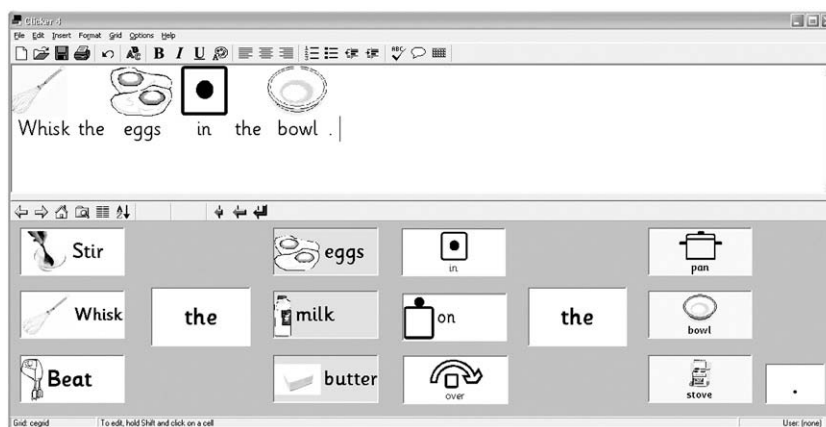 Clicker 4
File Edit Insert Format Grid Options Help
B I U
ABC
Whisk the eggs in the bowl .
Stir
eggs
in
pan
Whisk
the
milk
on
the
bowl
Beat
butter
over
stove
.
Grid: cegrid
To edit, hold Shift and click on a cell
User: (none)